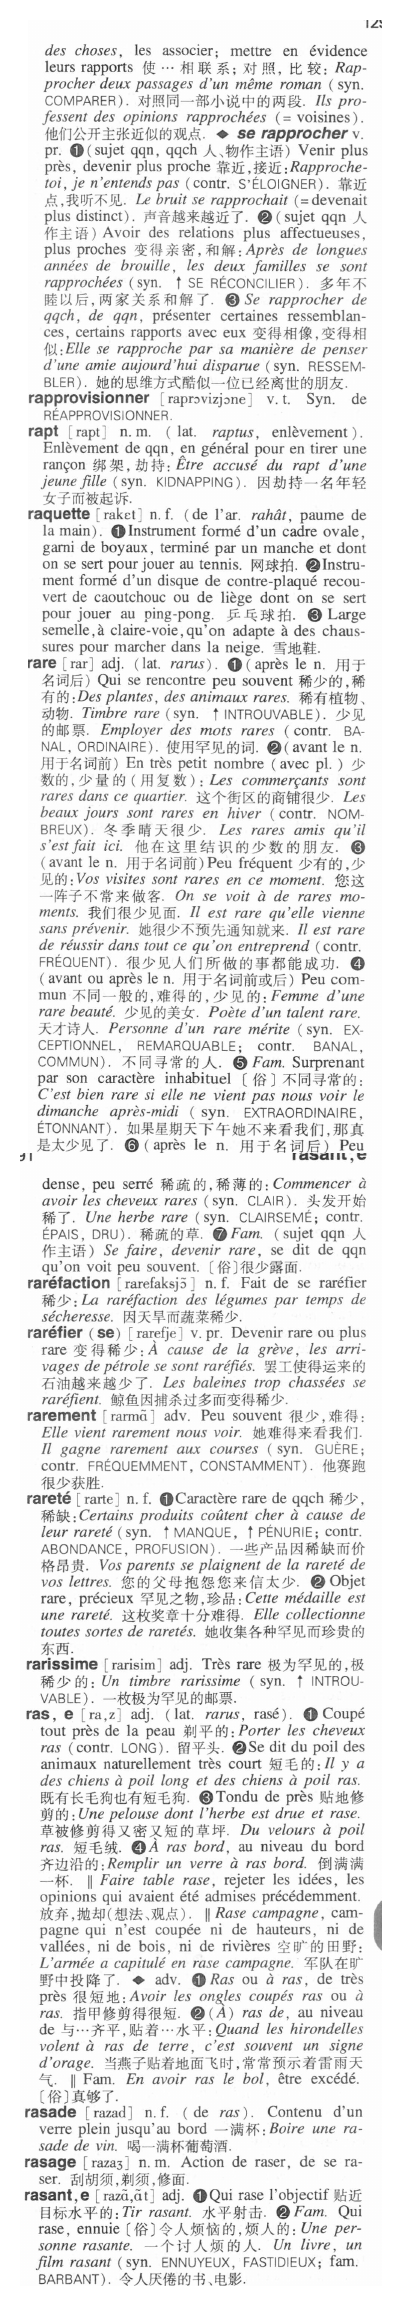 des choses, les associer; mettre en évidence
leurs rapports 使…相联系;对照,比较: Rap-
procher deux passages d'un même roman (syn.
COMPARER). 对照同一部小说中的两段. Ils pro-
fessent des opinions rapprochées (= voisines).
他们公开主张近似的观点. ◆ se rapprocher v.
pr. ❶(sujet qqn, qqch 人、物作主语) Venir plus
près, devenir plus proche 靠近,接近:Rapproche-
toi, je n'entends pas (contr. S'ÉLOIGNER). 靠近
点,我听不见. Le bruit se rapprochait (= devenait
plus distinct). 声音越来越近了. ❷(sujet qqn 人
作主语) Avoir des relations plus affectueuses,
plus proches 变得亲密,和解:Après de longues
années de brouille, les deux familles se sont
rapprochées (syn. ↑ SE RÉCONCILIER). 多年不
睦以后,两家关系和解了. ❸ Se rapprocher de
qqch, de qqn, présenter certaines ressemblan-
ces, certains rapports avec eux 变得相像,变得相
似:Elle se rapproche par sa manière de penser
d'une amie aujourd'hui disparue (syn. RESSEM-
BLER). 她的思维方式酷似一位已经离世的朋友.
rapprovisionner [raprɔvizjɔne] v. t. Syn. de
RÉAPPROVISIONNER.
rapt [rapt] n. m. (lat. raptus, enlèvement).
Enlèvement de qqn, en général pour en tirer une
rançon 绑架,劫持: Être accusé du rapt d'une
jeune fille (syn. KIDNAPPING). 因劫持一名年轻
女子而被起诉.
raquette [rakɛt] n. f. (de l'ar. rahât, paume de
la main). ❶Instrument formé d'un cadre ovale,
garni de boyaux, terminé par un manche et dont
on se sert pour jouer au tennis. 网球拍. ❷Instru-
ment formé d'un disque de contre-plaqué recou-
vert de caoutchouc ou de liège dont on se sert
pour jouer au ping-pong. 乒乓球拍. ❸ Large
semelle,à claire-voie,qu'on adapte à des chaus-
sures pour marcher dans la neige. 雪地鞋.
rare [rar] adj. (lat. rarus). ❶(après le n. 用于
名词后) Qui se rencontre peu souvent 稀少的,稀
有的:Des plantes, des animaux rares. 稀有植物、
动物. Timbre rare (syn. ↑ INTROUVABLE). 少见
的邮票. Employer des mots rares (contr. BA-
NAL, ORDINAIRE). 使用罕见的词. ❷(avant le n.
用于名词前) En très petit nombre (avec pl.) 少
数的,少量的(用复数): Les commerçants sont
rares dans ce quartier. 这个街区的商铺很少. Les
beaux jours sont rares en hiver (contr. NOM-
BREUX). 冬季晴天很少. Les rares amis qu'il
s'est fait ici. 他在这里结识的少数的朋友. ❸
(avant le n. 用于名词前) Peu fréquent 少有的,少
见的:Vos visites sont rares en ce moment. 您这
一阵子不常来做客. On se voit à de rares mo-
ments. 我们很少见面. Il est rare qu'elle vienne
sans prévenir. 她很少不预先通知就来. Il est rare
de réussir dans tout ce qu'on entreprend (contr.
FRÉQUENT). 很少见人们所做的事都能成功. ❹
(avant ou après le n. 用于名词前或后) Peu com-
mun 不同一般的,难得的,少见的:Femme d'une
rare beauté. 少见的美女. Poète d'un talent rare.
天才诗人. Personne d'un rare mérite (syn. EX-
CEPTIONNEL, REMARQUABLE; contr. BANAL,
COMMUN). 不同寻常的人. ❺ Fam. Surprenant
par son caractère inhabituel 〔俗〕不同寻常的:
C'est bien rare si elle ne vient pas nous voir le
dimanche après-midi (syn. EXTRAORDINAIRE,
ÉTONNANT). 如果星期天下午她不来看我们,那真
是太少见了. ❻(après le n. 用于名词后) Peu
rasant,e
dense, peu serré 稀疏的,稀薄的: Commencer à
avoir les cheveux rares (syn. CLAIR). 头发开始
稀了. Une herbe rare (syn. CLAIRSEMÉ; contr.
ÉPAIS, DRU). 稀疏的草. ❼Fam. (sujet qqn 人
作主语) Se faire, devenir rare, se dit de qqn
qu'on voit peu souvent. 〔俗〕很少露面.
raréfaction [rarefaksjɔ̃] n. f. Fait de se raréfier
稀少:La raréfaction des légumes par temps de
sécheresse. 因天旱而蔬菜稀少.
raréfier (se) [rarefje] v. pr. Devenir rare ou plus
rare 变得稀少: À cause de la grève, les arri-
vages de pétrole se sont raréfiés. 罢工使得运来的
石油越来越少了. Les baleines trop chassées se
raréfient. 鲸鱼因捕杀过多而变得稀少.
rarement [rarmɑ̃] adv. Peu souvent 很少,难得:
Elle vient rarement nous voir. 她难得来看我们.
Il gagne rarement aux courses (syn. GUÈRE;
contr. FRÉQUEMMENT, CONSTAMMENT). 他赛跑
很少获胜.
rareté [rarte] n. f. ❶Caractère rare de qqch 稀少,
稀缺:Certains produits coûtent cher à cause de
leur rareté (syn. ↑ MANQUE, ↑ PÉNURIE; contr.
ABONDANCE, PROFUSION). 一些产品因稀缺而价
格昂贵. Vos parents se plaignent de la rareté de
vos lettres. 您的父母抱怨您来信太少. ❷ Objet
rare, précieux 罕见之物,珍品:Cette médaille est
une rareté. 这枚奖章十分难得. Elle collectionne
toutes sortes de raretés. 她收集各种罕见而珍贵的
东西.
rarissime [rarisim] adj. Très rare 极为罕见的,极
稀少的: Un timbre rarissime (syn. ↑ INTROU-
VABLE). 一枚极为罕见的邮票.
ras, e [ra,z] adj. (lat. rarus, rasé). ❶ Coupé
tout près de la peau 剃平的:Porter les cheveux
ras (contr. LONG). 留平头. ❷Se dit du poil des
animaux naturellement très court 短毛的:Il y a
des chiens à poil long et des chiens à poil ras.
既有长毛狗也有短毛狗. ❸Tondu de près 贴地修
剪的:Une pelouse dont l'herbe est drue et rase.
草被修剪得又密又短的草坪. Du velours à poil
ras. 短毛绒. ❹À ras bord, au niveau du bord
齐边沿的:Remplir un verre à ras bord. 倒满满
一杯. ‖ Faire table rase, rejeter les idées, les
opinions qui avaient été admises précédemment.
放弃,抛却(想法、观点). ‖ Rase campagne, cam-
pagne qui n'est coupée ni de hauteurs, ni de
vallées, ni de bois, ni de rivières 空旷的田野:
L'armée a capitulé en rase campagne. 军队在旷
野中投降了. ◆ adv. ❶ Ras ou à ras, de très
près 很短地:Avoir les ongles coupés ras ou à
ras. 指甲修剪得很短. ❷(À) ras de, au niveau
de 与…齐平,贴着…水平:Quand les hirondelles
volent à ras de terre, c'est souvent un signe
d'orage. 当燕子贴着地面飞时,常常预示着雷雨天
气. ‖ Fam. En avoir ras le bol, être excédé.
〔俗〕真够了.
rasade [razad] n. f. (de ras). Contenu d'un
verre plein jusqu'au bord 一满杯:Boire une ra-
sade de vin. 喝一满杯葡萄酒.
rasage [razaʒ] n. m. Action de raser, de se ra-
ser. 刮胡须,剃须,修面.
rasant,e [razɑ̃,ɑ̃t] adj. ❶Qui rase l'objectif 贴近
目标水平的:Tir rasant. 水平射击. ❷Fam. Qui
rase, ennuie〔俗〕令人烦恼的,烦人的: Une per-
sonne rasante. 一个讨人烦的人. Un livre, un
film rasant (syn. ENNUYEUX, FASTIDIEUX; fam.
BARBANT). 令人厌倦的书、电影.